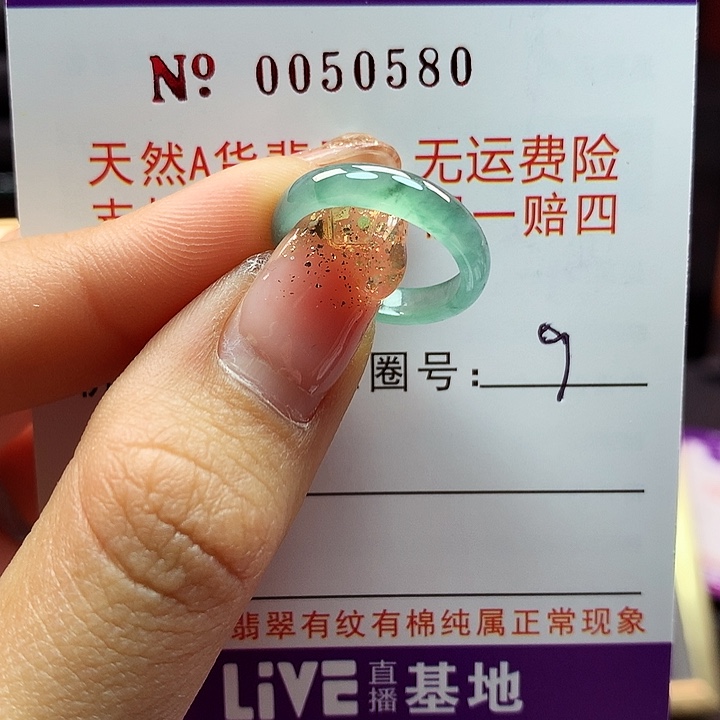 № 0050580
天然A货翡 无运费险
支 一赔四
圈号: 9
翡翠有纹有棉纯属正常现象
LiVE 直播 基地